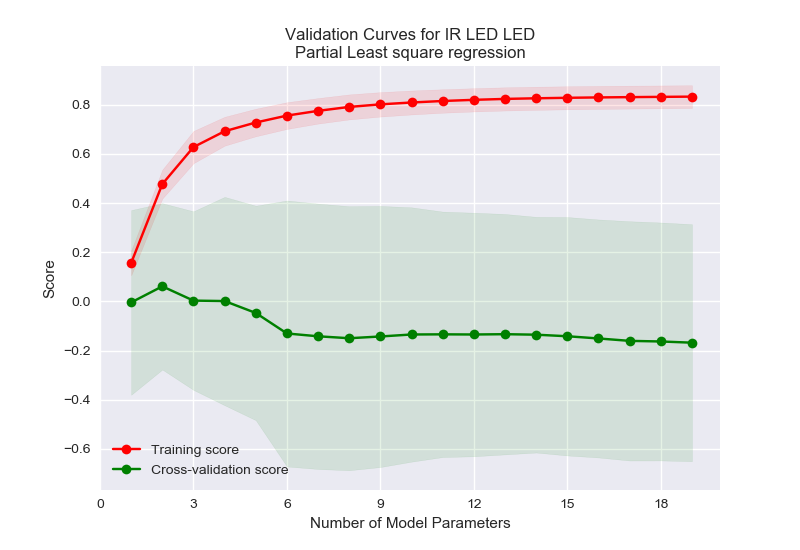 Validation Curves for IR LED LED
Partial Least square regression
0.8
0.6
0.4
0.2
0.0
−0.2
−0.4
−0.6
Score
Training score
Cross-validation score
0 3 6 9 12 15 18
Number of Model Parameters